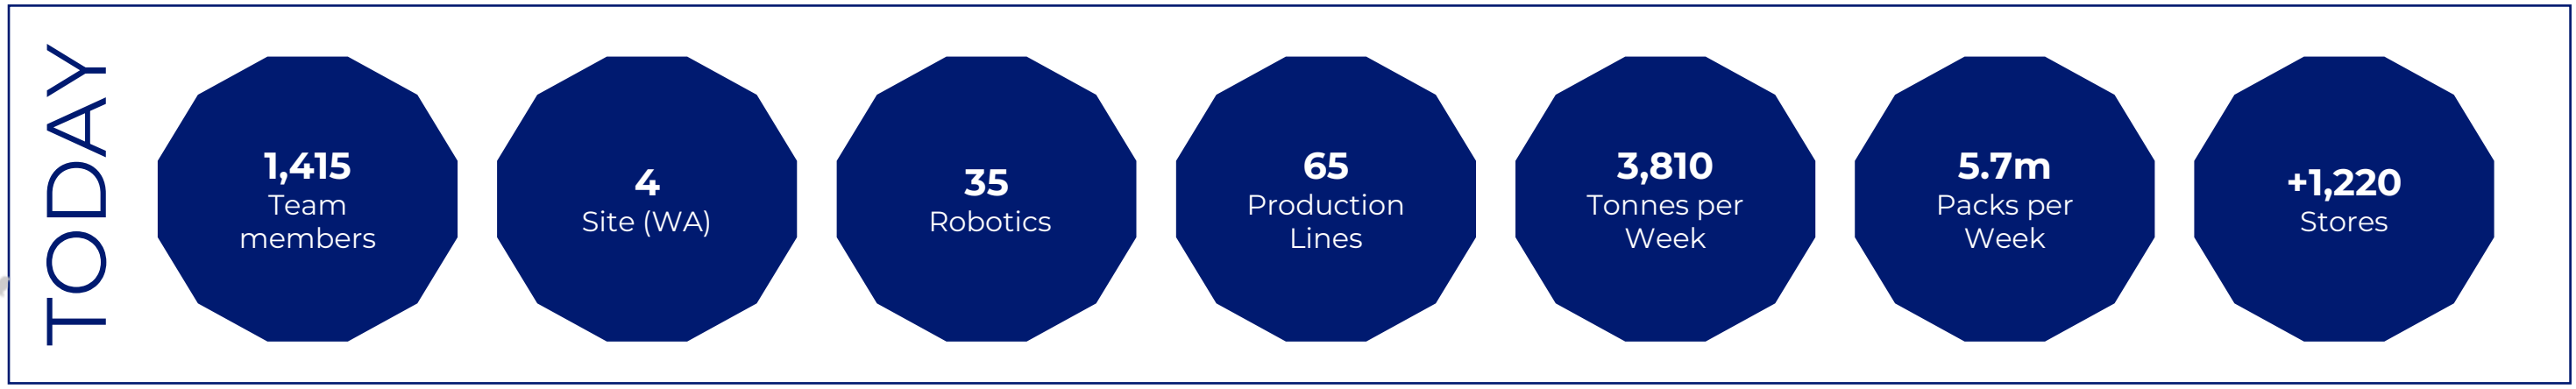 TODAY
1,415
Team
members
4
Site (WA)
35
Robotics
65
Production
Lines
3,810
Tonnes per
Week
5.7m
Packs per
Week
+1,220
Stores